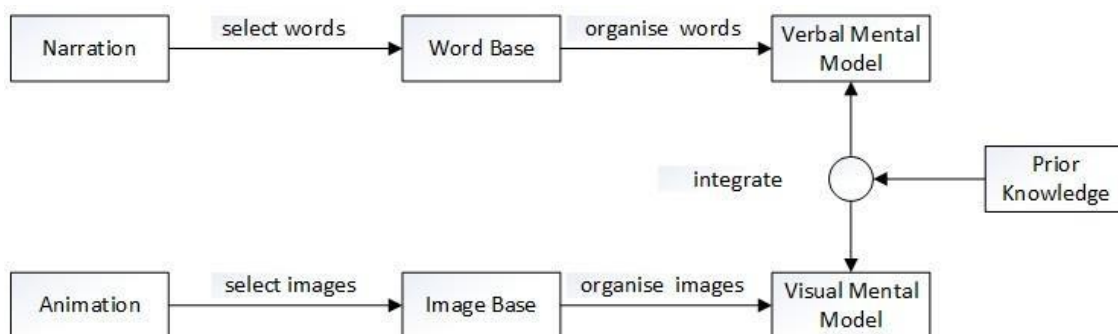 Narration
select words
Word Base
organise words
Verbal Mental
Model
integrate
Prior
Knowledge
Animation
select images
Image Base
organise images
Visual Mental
Model